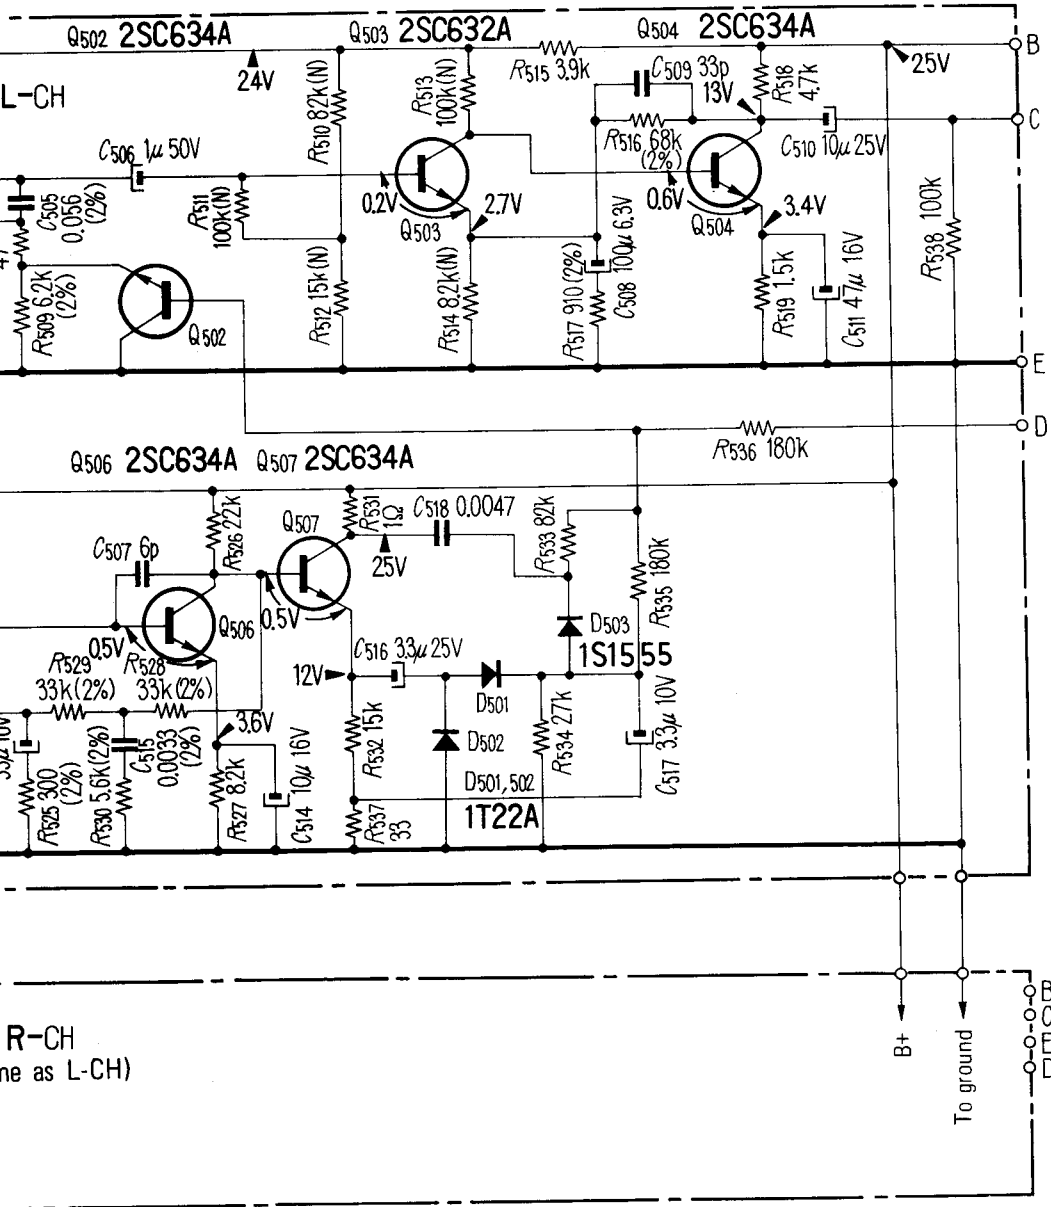 Q502 2SC634A
Q503 2SC632A
Q504 2SC634A
24V
L-CH
R510 82k(N)
R513
100k(N)
R515 3.9k
C509 33p
13V
R518
4.7k
25V
B
C506 1μ 50V
R516 68k
(2%)
C510 10μ 25V
C
C505
0.056
(2%)
R511
100k(N)
0.2V
Q503
2.7V
0.6V
Q504
3.4V
R538 100k
47
R509 6.2k
(2%)
Q502
R512 15k(N)
R514 8.2k(N)
R517 910(2%)
C508 100μ 6.3V
R519 1.5k
C511 47μ 16V
E
D
R536 180k
Q506 2SC634A
Q507 2SC634A
R526 22k
Q507
R531
1Ω
25V
C518 0.0047
R533 82k
R535 180k
C507 6p
0.5V
Q506
0.5V
D503
1S1555
R529
33k(2%)
R528
33k(2%)
12V
C516 3.3μ 25V
D501
3.6V
R532 15k
D502
R534 27k
C517 3.3μ 10V
33μ 10V
R525 300
(2%)
R530 5.6k(2%)
C515
0.0033
(2%)
R527 8.2k
C514 10μ 16V
R537
33
D501,502
1T22A
R-CH
ne as L-CH)
B+
To ground
B
C
E
D